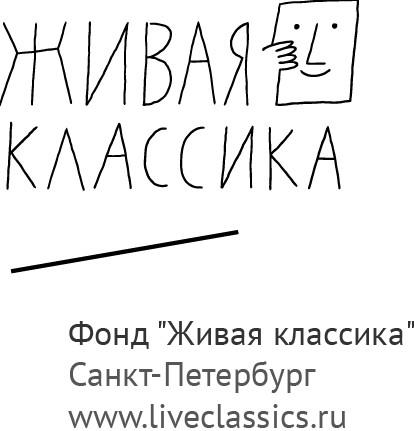 ЖИВАЯ
КЛАССИКА
Фонд "Живая классика"
Санкт-Петербург
www.liveclassics.ru